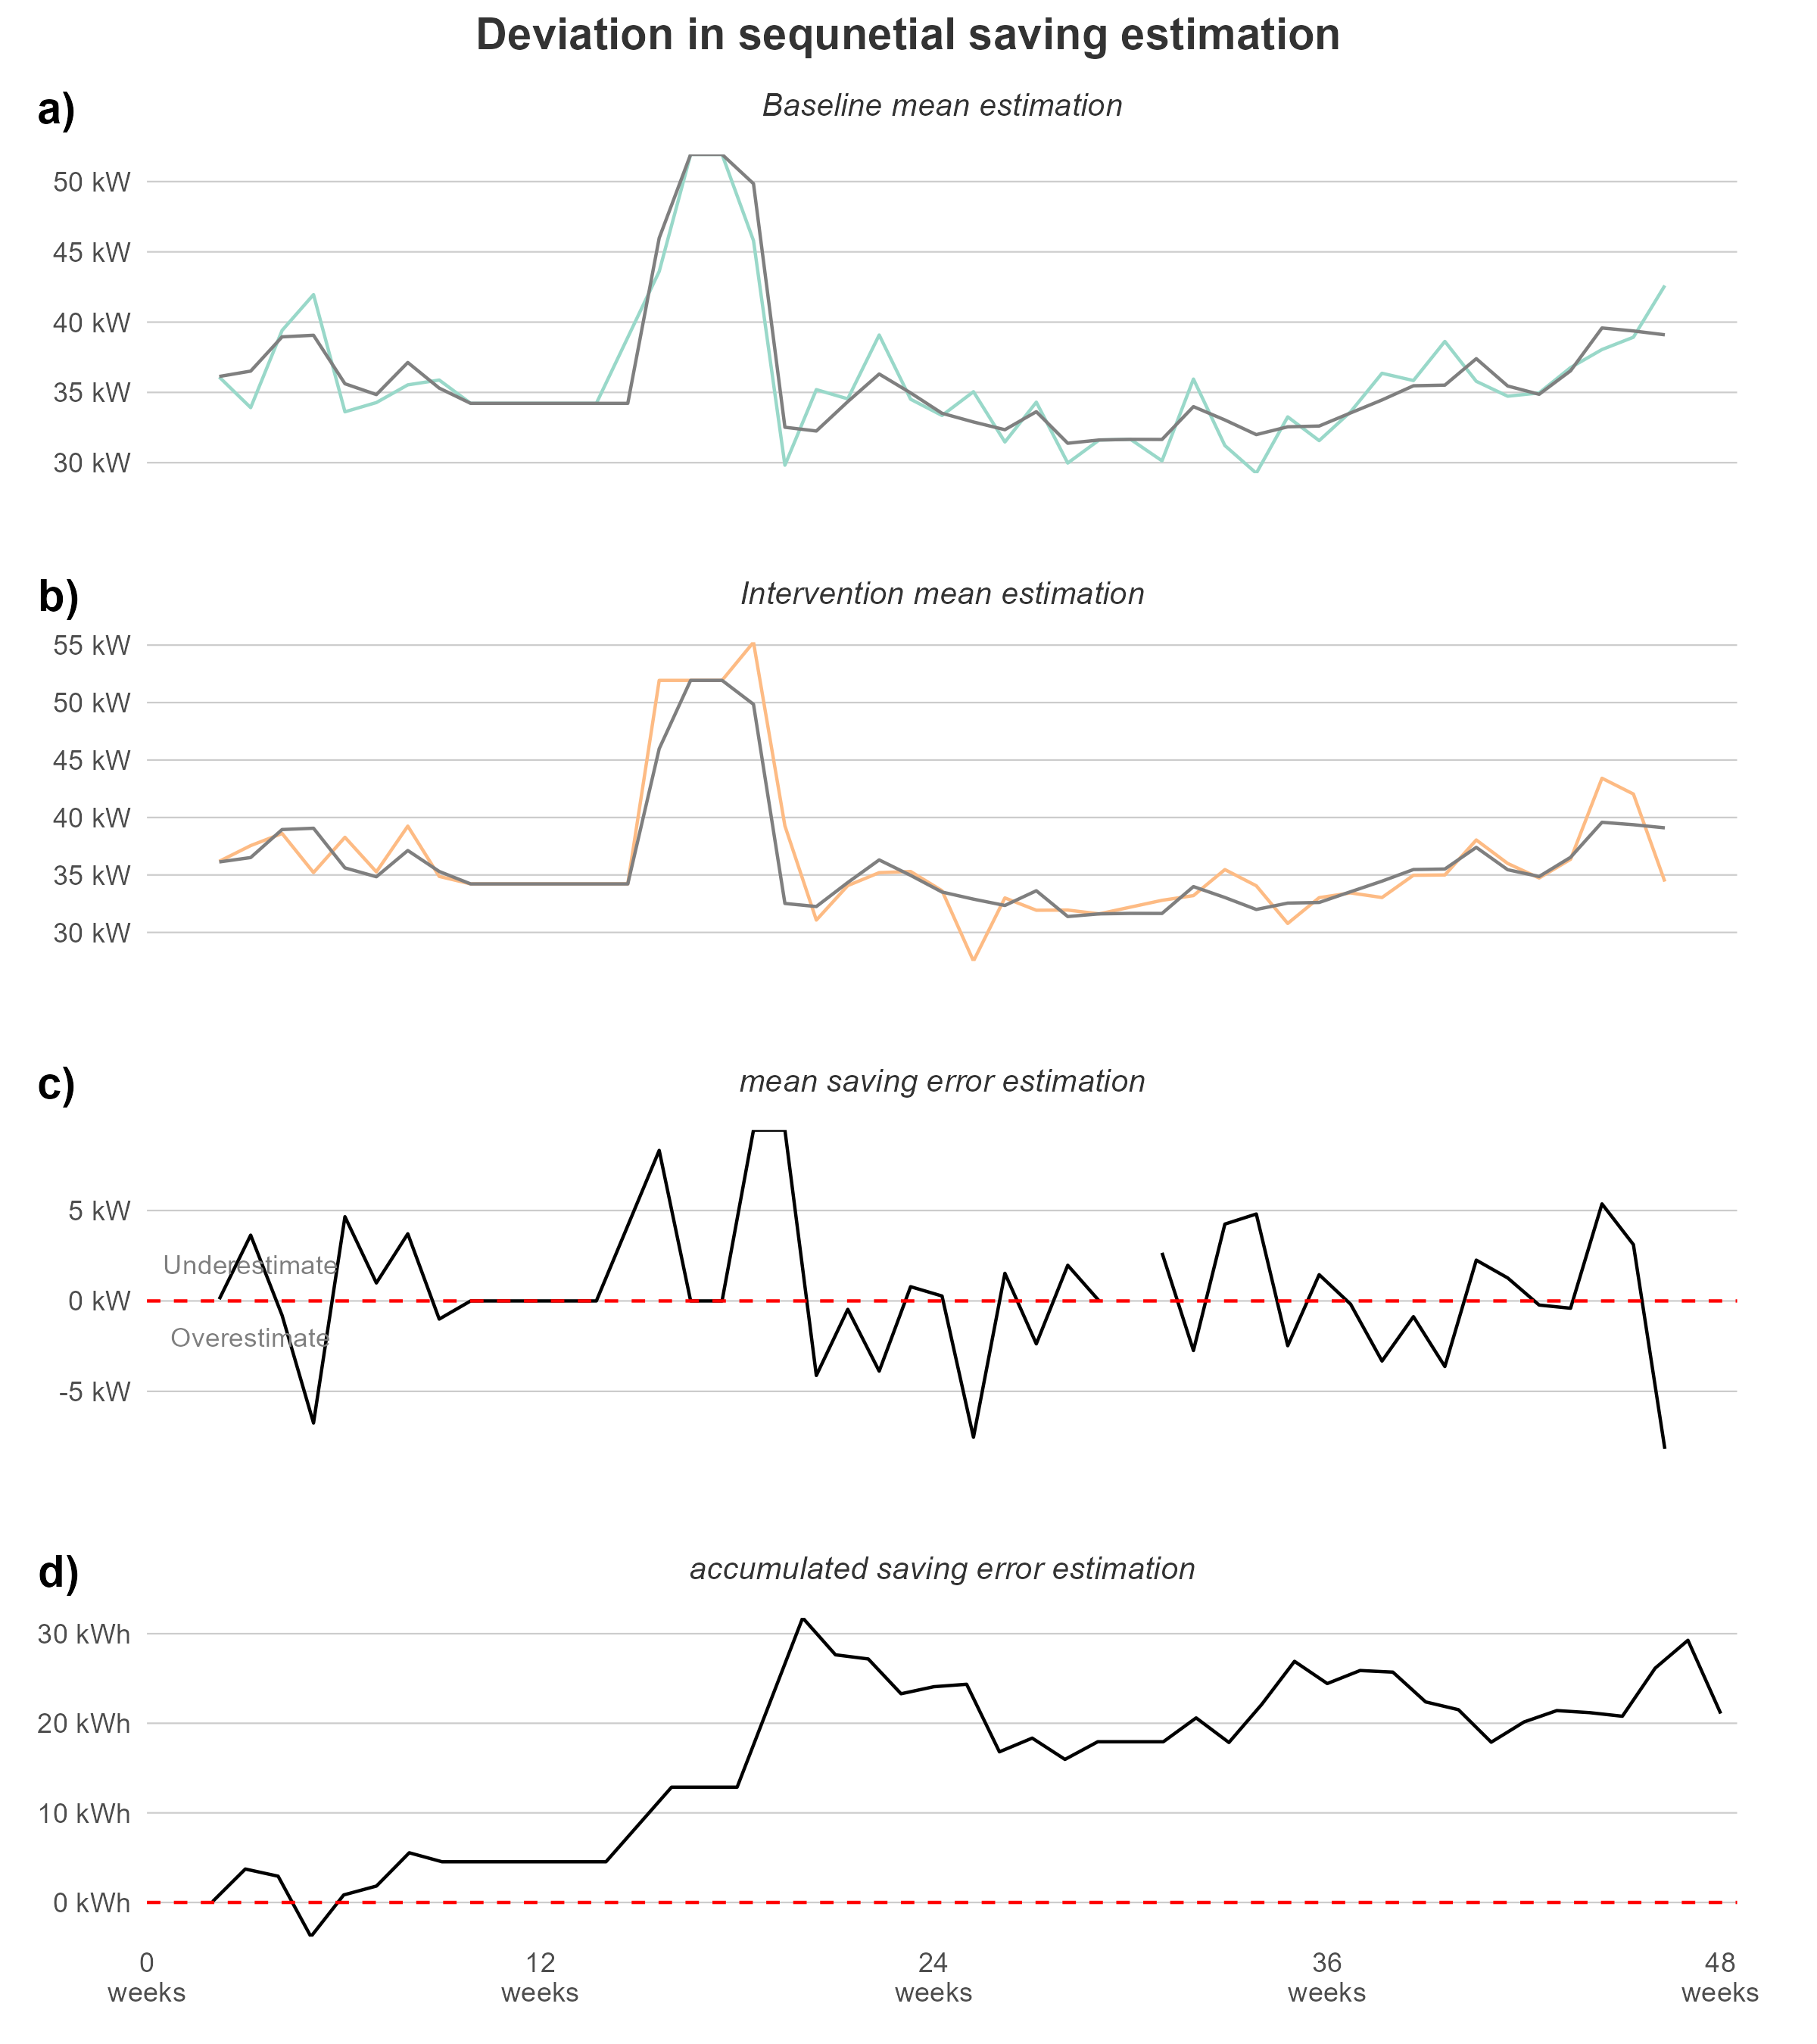 Deviation in sequnetial saving estimation
a)
Baseline mean estimation
50 kW
45 kW
40 kW
35 kW
30 kW
b)
Intervention mean estimation
55 kW
50 kW
45 kW
40 kW
35 kW
30 kW
c)
mean saving error estimation
5 kW
Underestimate
0 kW
Overestimate
-5 kW
d)
accumulated saving error estimation
30 kWh
20 kWh
10 kWh
0 kWh
0
weeks
12
weeks
24
weeks
36
weeks
48
weeks